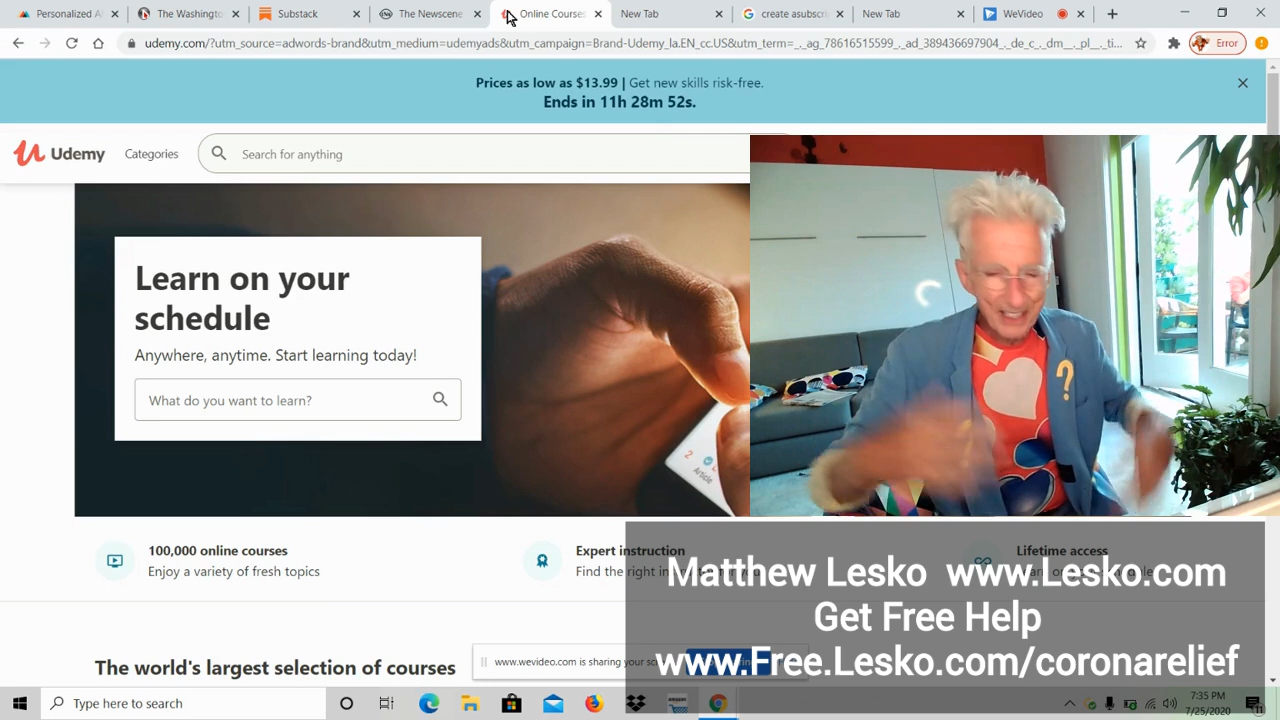 Personalized A
The Washingto
Substack
The Newscene
Online Courses
New Tab
create asubscri
New Tab
WeVideo
udemy.com/?utm_source=adwords-brand&utm_medium=udemyads&utm_campaign=Brand-Udemy_la.EN_cc.US&utm_term=_._ag_78616515599_._ad_389436697904_._de_c_._dm__._pl__._ti...
Error
Prices as low as $13.99 | Get new skills risk-free.
Ends in 11h 28m 52s.
Udemy
Categories
Search for anything
Learn on your
schedule
Anywhere, anytime. Start learning today!
What do you want to learn?
?
2
Article
100,000 online courses
Enjoy a variety of fresh topics
Expert instruction
Find the right in
Lifetime access
Matthew Lesko www.Lesko.com
Get Free Help
www.Free.Lesko.com/coronarelief
The world's largest selection of courses
www.wevideo.com is sharing your scr
Type here to search
amazon
7:35 PM
7/25/2020
11